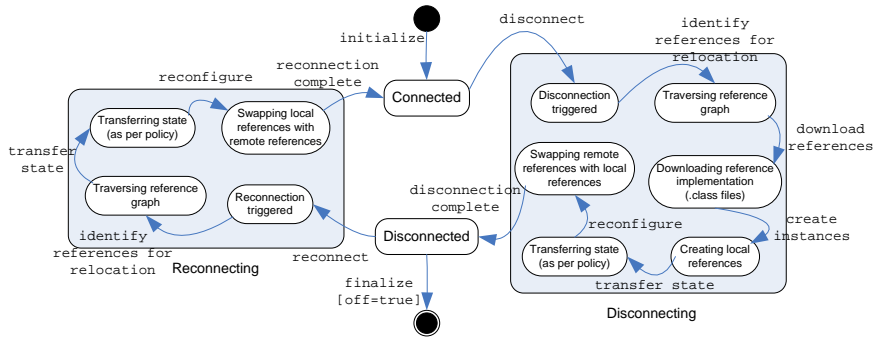 initialize
disconnect
identify
references for
relocation
reconfigure
reconnection
complete
Connected
Disconnection
triggered
Traversing reference
graph
Transferring state
(as per policy)
Swapping local
references with
remote references
download
references
transfer
state
Swapping remote
references with local
references
Downloading reference
implementation
(.class files)
Traversing reference
graph
Reconnection
triggered
disconnection
complete
create
instances
reconfigure
Disconnected
identify
references for
relocation
Reconnecting
reconnect
Transferring state
(as per policy)
Creating local
references
transfer state
finalize
[off=true]
Disconnecting